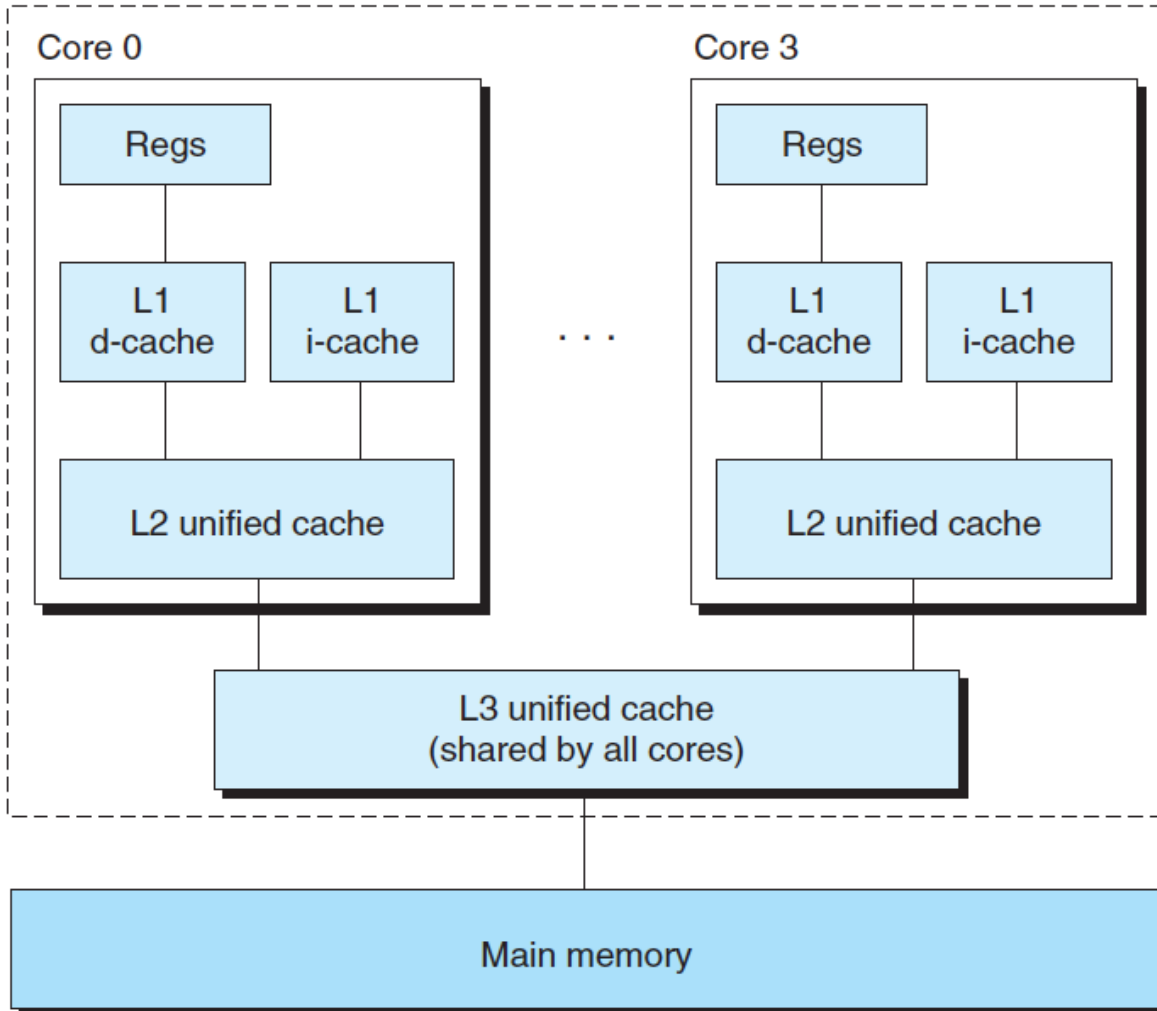 Core 0
Regs
L1
d-cache
L1
i-cache
L2 unified cache
. . .
Core 3
Regs
L1
d-cache
L1
i-cache
L2 unified cache
L3 unified cache
(shared by all cores)
Main memory